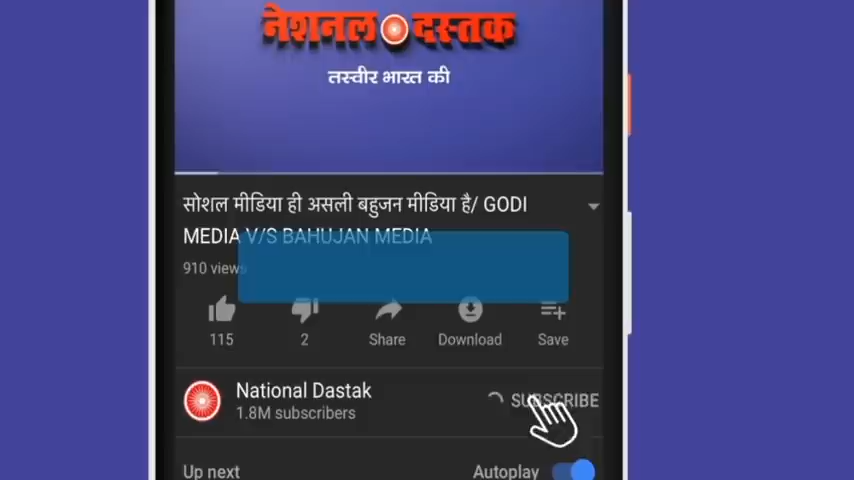 नेशनल दस्तक
तस्वीर भारत की
सोशल मीडिया ही असली बहुजन मीडिया है/ GODI
MEDIA V/S BAHUJAN MEDIA
910 views
115
2
Share
Download
Save
National Dastak
SUBSCRIBE
1.8M subscribers
Up next
Autoplay